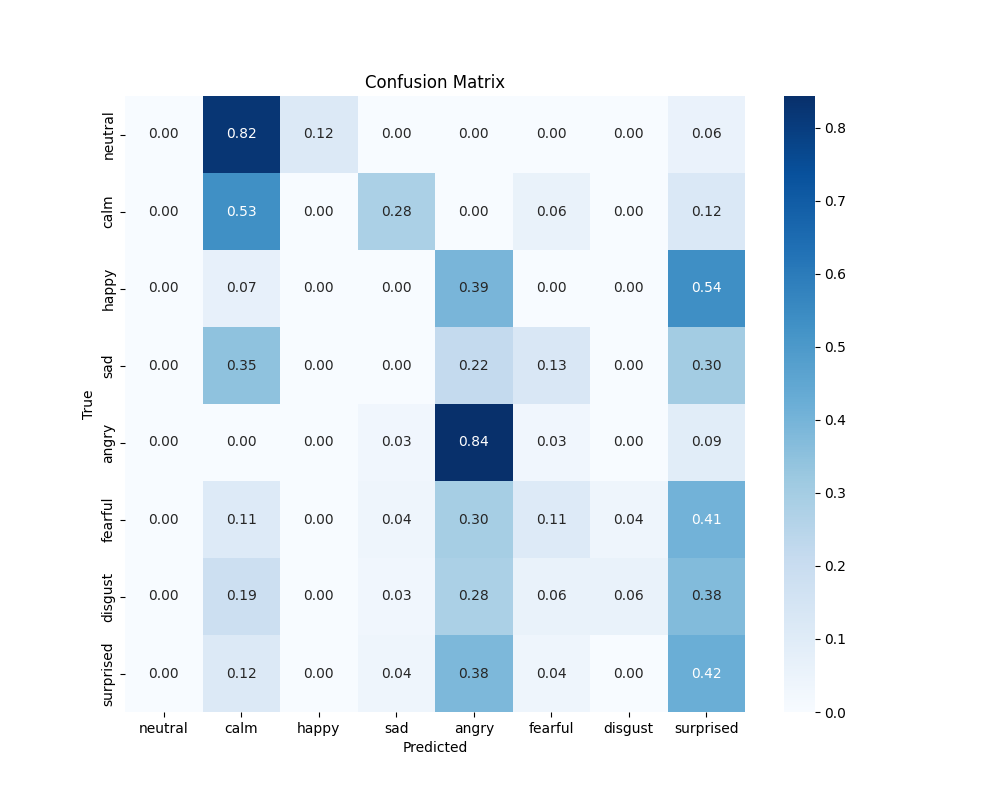 Confusion Matrix
neutral 0.00 0.82 0.12 0.00 0.00 0.00 0.00 0.06
calm 0.00 0.53 0.00 0.28 0.00 0.06 0.00 0.12
happy 0.00 0.07 0.00 0.00 0.39 0.00 0.00 0.54
sad 0.00 0.35 0.00 0.00 0.22 0.13 0.00 0.30
angry 0.00 0.00 0.00 0.03 0.84 0.03 0.00 0.09
fearful 0.00 0.11 0.00 0.04 0.30 0.11 0.04 0.41
disgust 0.00 0.19 0.00 0.03 0.28 0.06 0.06 0.38
surprised 0.00 0.12 0.00 0.04 0.38 0.04 0.00 0.42
True
neutral calm happy sad angry fearful disgust surprised
Predicted
0.8
0.7
0.6
0.5
0.4
0.3
0.2
0.1
0.0